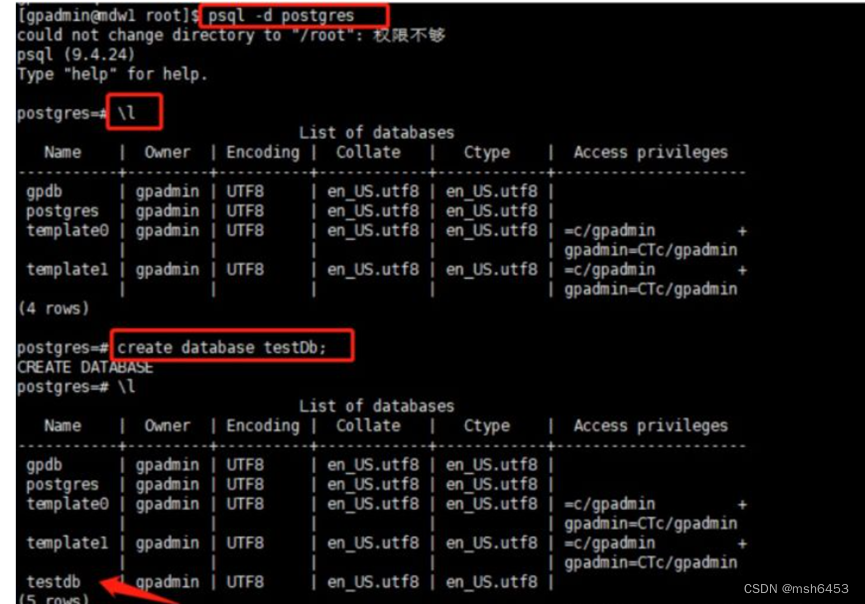 [gpadmin@mdw1 root]$ psql -d postgres
could not change directory to "/root": 权限不够
psql (9.4.24)
Type "help" for help.
postgres=# \l
List of databases
Name | Owner | Encoding | Collate | Ctype | Access privileges
-----------+---------+----------+------------+------------+---------------------
gpdb | gpadmin | UTF8 | en_US.utf8 | en_US.utf8 |
postgres | gpadmin | UTF8 | en_US.utf8 | en_US.utf8 |
template0 | gpadmin | UTF8 | en_US.utf8 | en_US.utf8 | =c/gpadmin +
| | | | | gpadmin=CTc/gpadmin
template1 | gpadmin | UTF8 | en_US.utf8 | en_US.utf8 | =c/gpadmin +
| | | | | gpadmin=CTc/gpadmin
(4 rows)
postgres=# create database testDb;
CREATE DATABASE
postgres=# \l
List of databases
Name | Owner | Encoding | Collate | Ctype | Access privileges
-----------+---------+----------+------------+------------+---------------------
gpdb | gpadmin | UTF8 | en_US.utf8 | en_US.utf8 |
postgres | gpadmin | UTF8 | en_US.utf8 | en_US.utf8 |
template0 | gpadmin | UTF8 | en_US.utf8 | en_US.utf8 | =c/gpadmin +
| | | | | gpadmin=CTc/gpadmin
template1 | gpadmin | UTF8 | en_US.utf8 | en_US.utf8 | =c/gpadmin +
| | | | | gpadmin=CTc/gpadmin
testdb | gpadmin | UTF8 | en_US.utf8 | en_US.utf8 |
(5 rows)
CSDN @msh6453